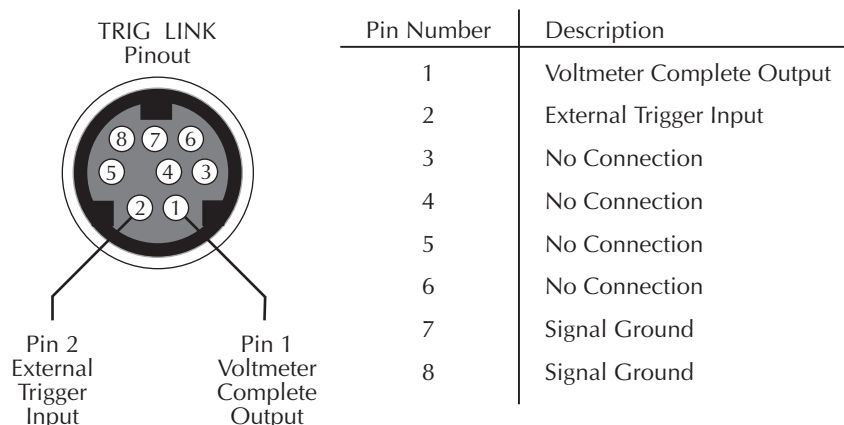 TRIG LINK
Pinout
8 7 6
5 4 3
2 1
Pin 2
External
Trigger
Input
Pin 1
Voltmeter
Complete
Output
Pin Number Description
1 Voltmeter Complete Output
2 External Trigger Input
3 No Connection
4 No Connection
5 No Connection
6 No Connection
7 Signal Ground
8 Signal Ground